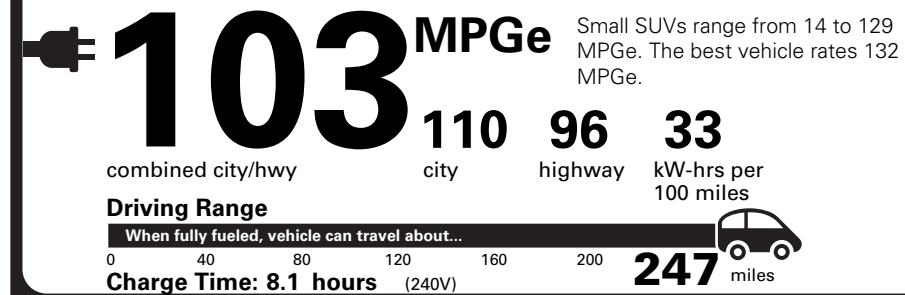 103 MPGe
Small SUVs range from 14 to 129
MPGe. The best vehicle rates 132
MPGe.
110 96 33
combined city/hwy city highway kW-hrs per
100 miles
Driving Range
When fully fueled, vehicle can travel about...
0 40 80 120 160 200 247 miles
Charge Time: 8.1 hours (240V)